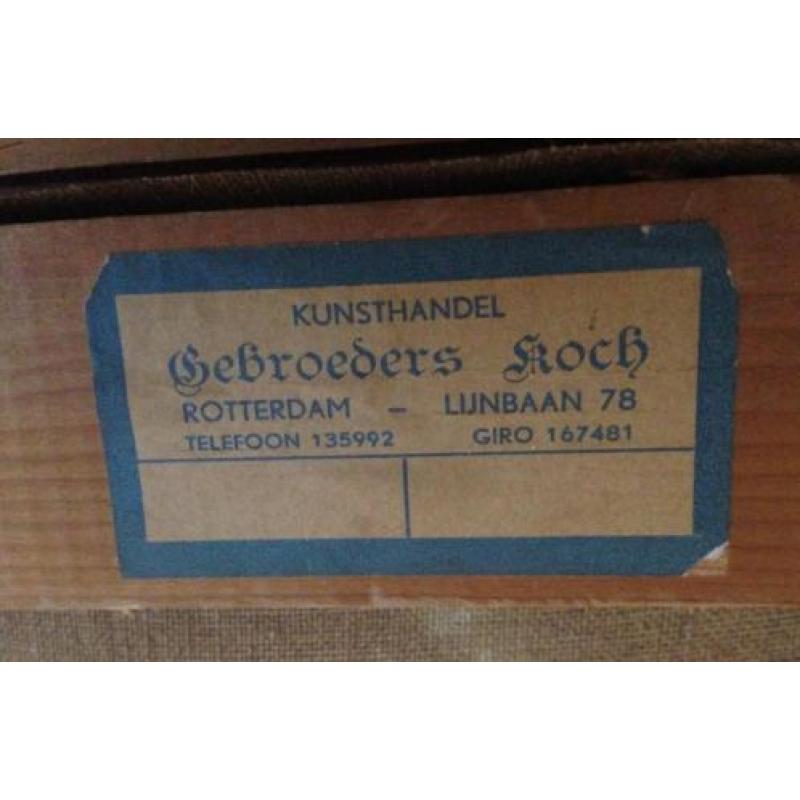 KUNSTHANDEL
Gebroeders Koch
ROTTERDAM - LIJNBAAN 78
TELEFOON 135992 GIRO 167481